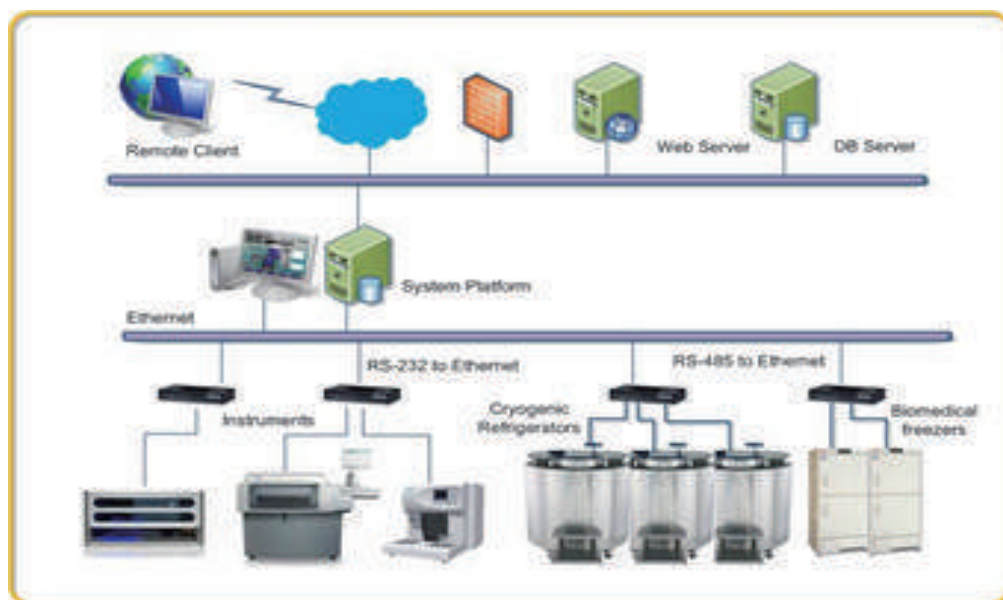 Remote Client
Web Server
DB Server
System Platform
Ethernet
RS-232 to Ethernet
RS-485 to Ethernet
Instruments
Cryogenic
Refrigerators
Biomedical
freezers